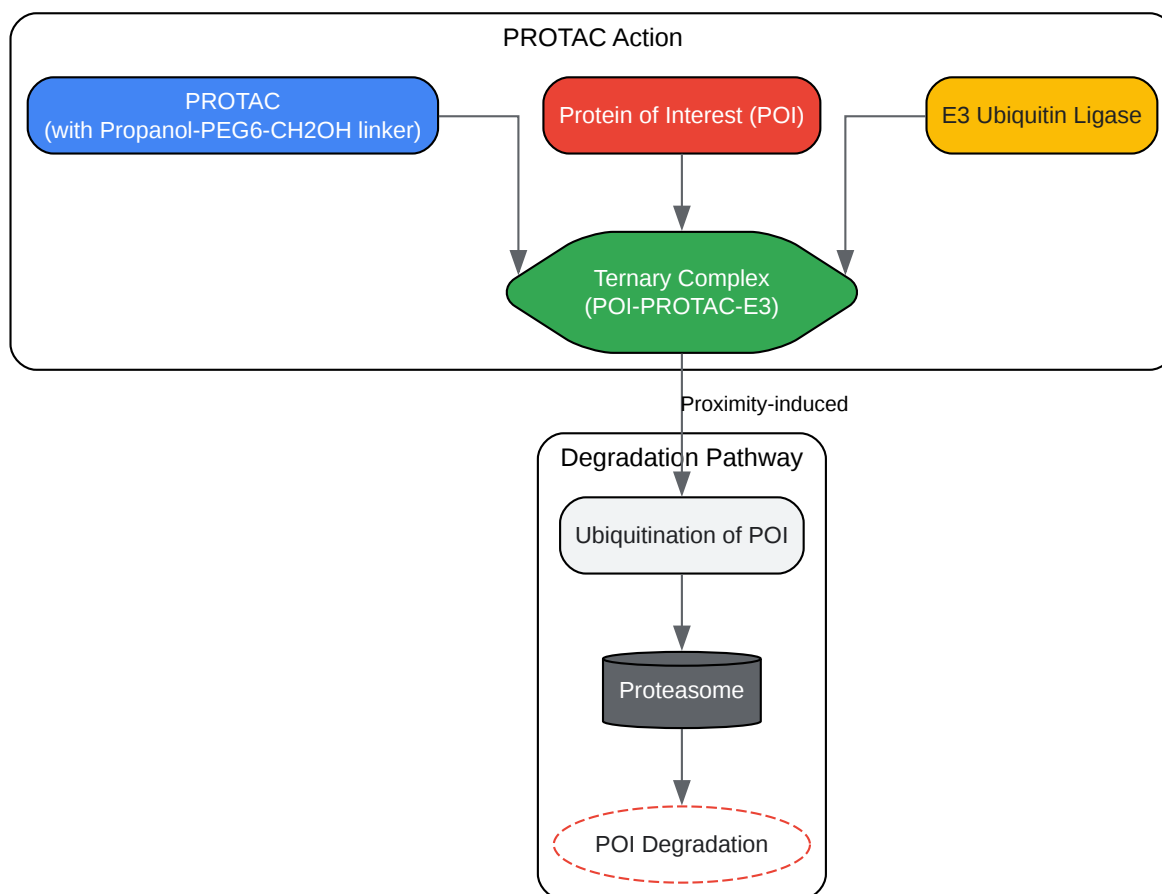 PROTAC Action
PROTAC
(with Propanol-PEG6-CH2OH linker)
Protein of Interest (POI)
E3 Ubiquitin Ligase
Ternary Complex
(POI-PROTAC-E3)
Proximity-induced
Degradation Pathway
Ubiquitination of POI
Proteasome
POI Degradation